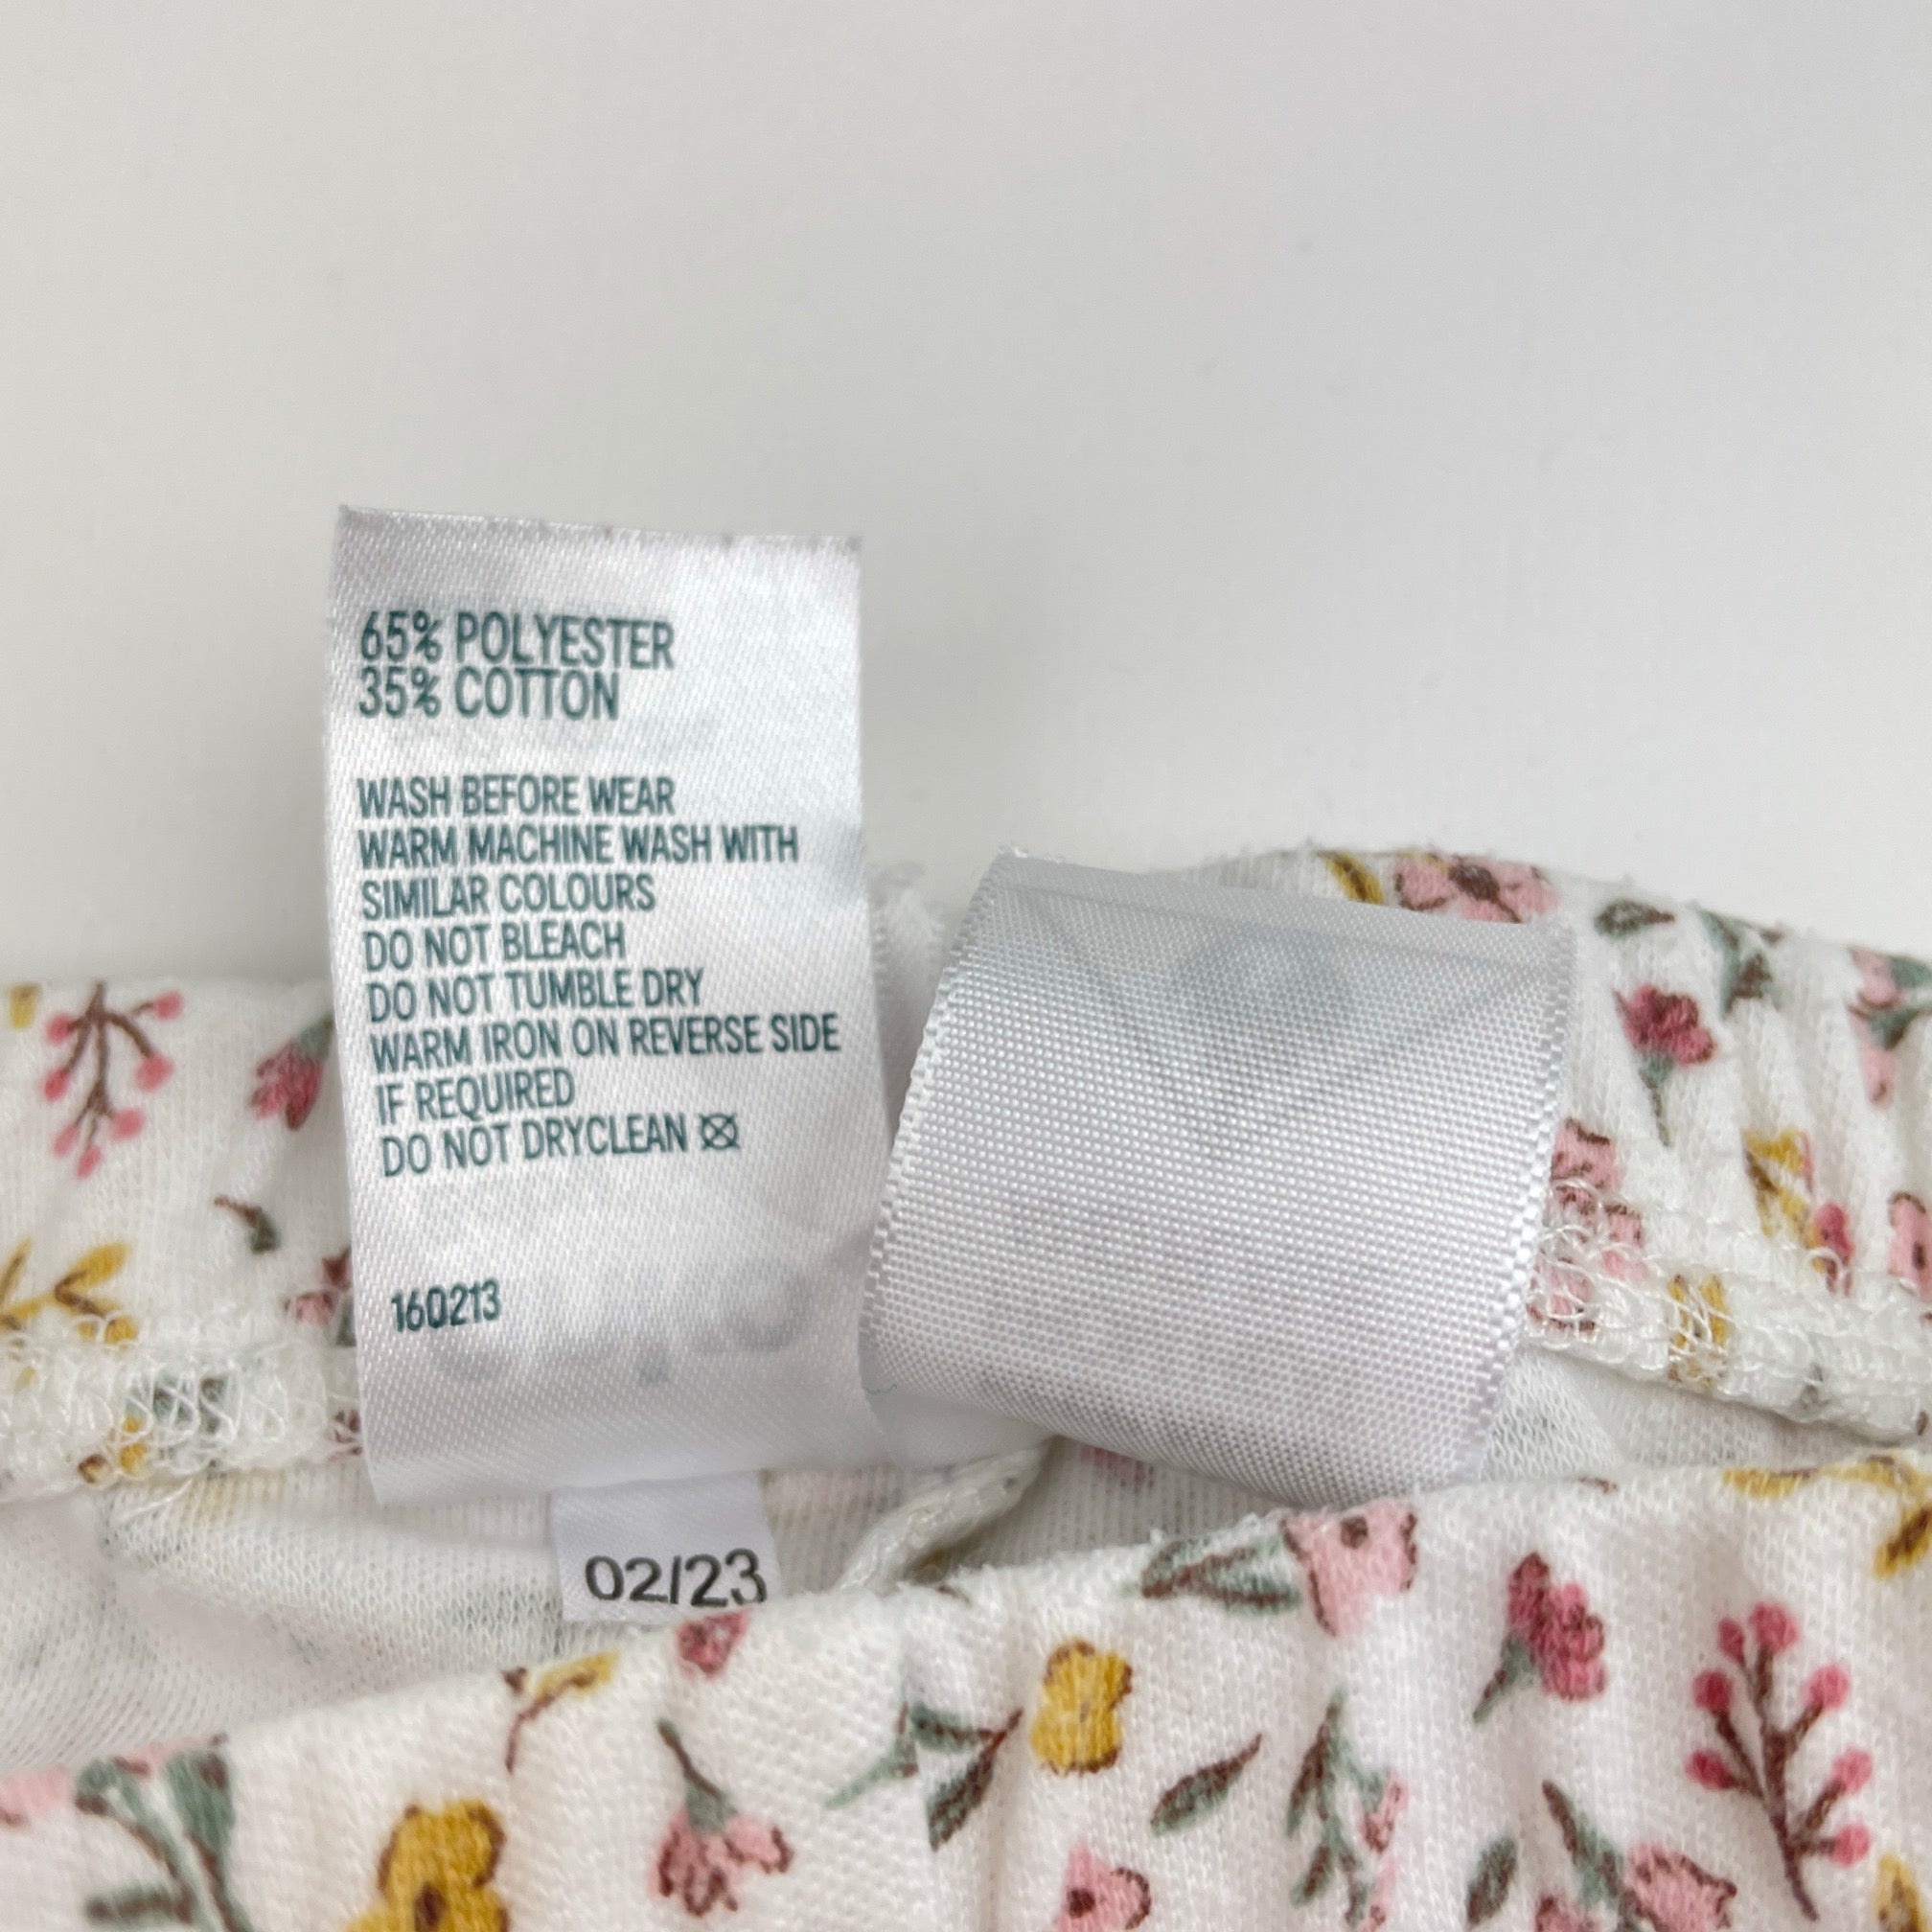 65% POLYESTER
35% COTTON
WASH BEFORE WEAR
WARM MACHINE WASH WITH
SIMILAR COLOURS
DO NOT BLEACH
DO NOT TUMBLE DRY
WARM IRON ON REVERSE SIDE
IF REQUIRED
DO NOT DRYCLEAN
160213
02/23